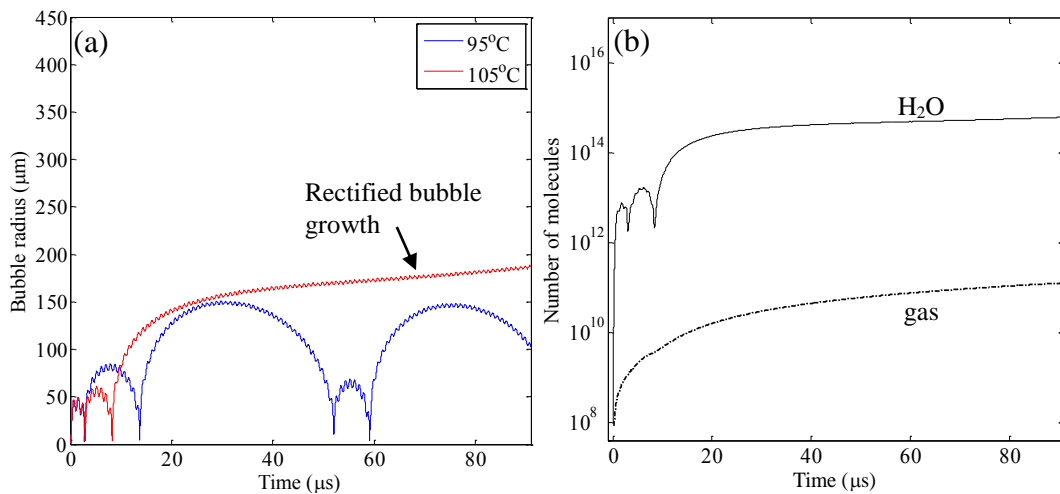 (a)
450
400
350
300
250
200
150
100
50
0
Bubble radius (μm)
95°C
105°C
Rectified bubble
growth
0
20
40
60
80
Time (μs)
(b)
10^16
10^14
10^12
10^10
10^8
Number of molecules
H₂O
gas
0
20
40
60
80
Time (μs)